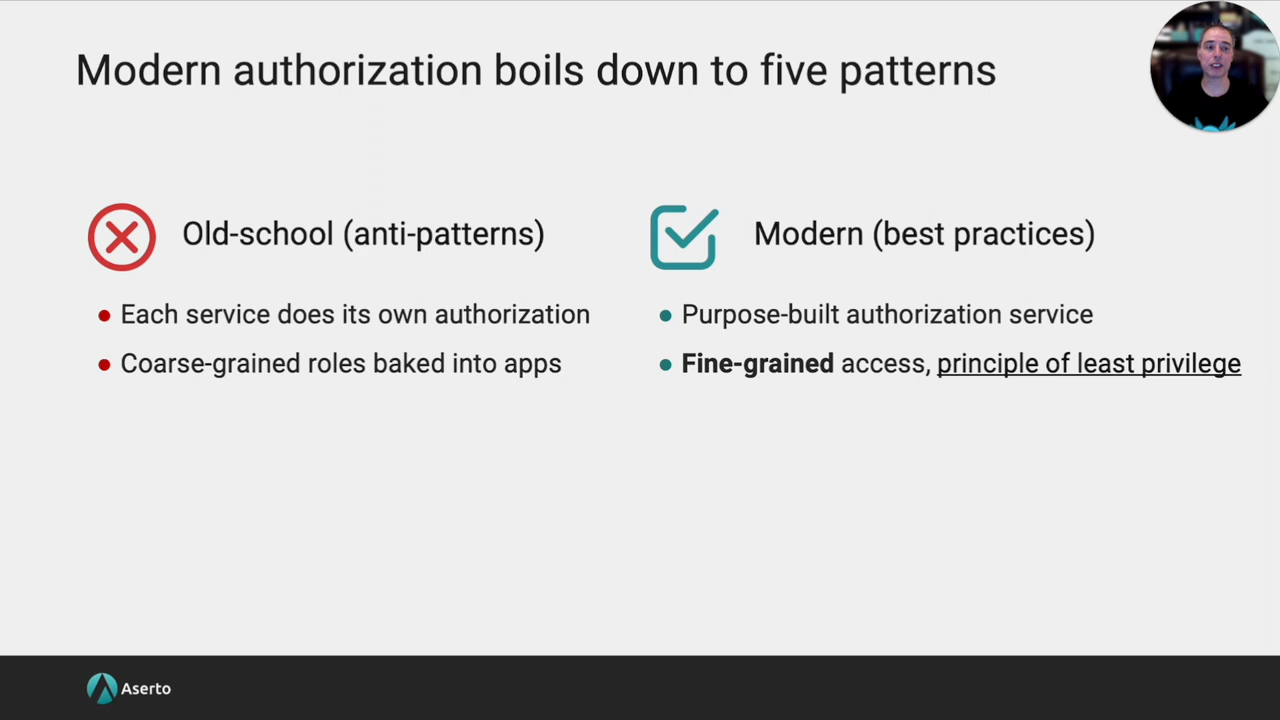 Modern authorization boils down to five patterns
Old-school (anti-patterns)
Each service does its own authorization
Coarse-grained roles baked into apps
Modern (best practices)
Purpose-built authorization service
Fine-grained access, principle of least privilege
Aserto